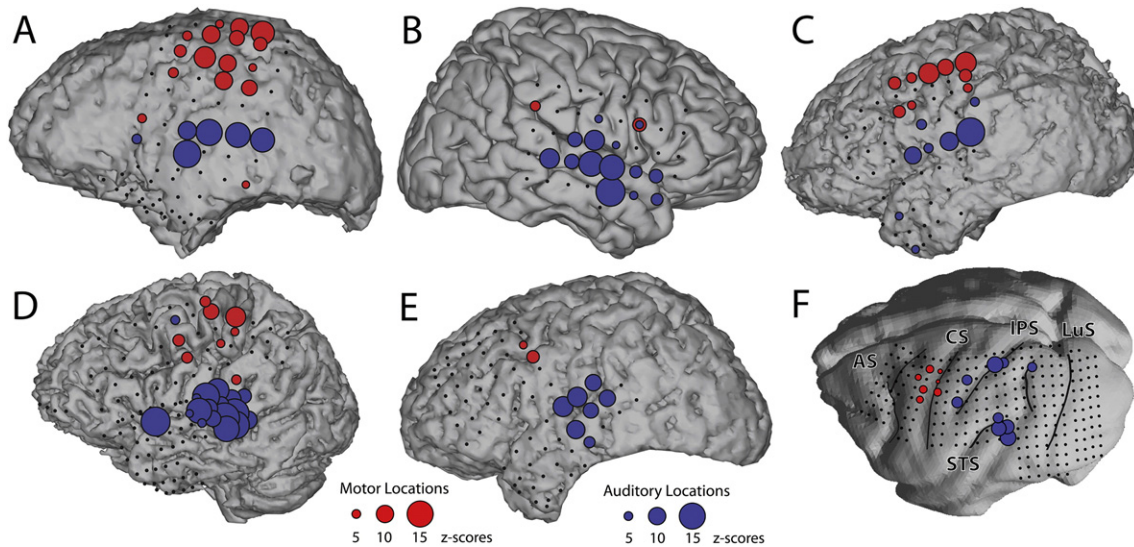 A
B
C
D
E
F
AS
CS
IPS
LuS
STS
Motor Locations
5 10 15 z-scores
Auditory Locations
5 10 15 z-scores